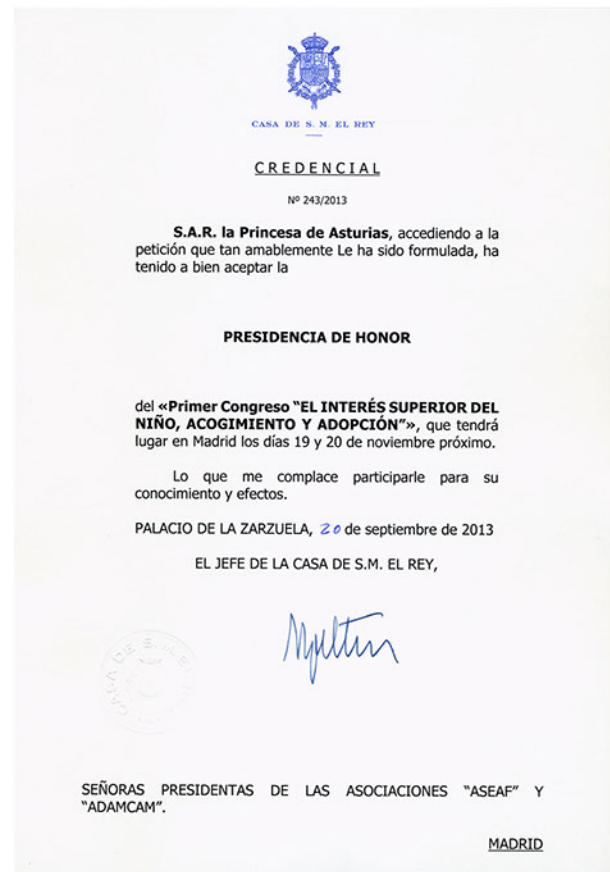 CASA DE S. M. EL REY
CREDENCIAL
Nº 243/2013
S.A.R. la Princesa de Asturias, accediendo a la
petición que tan amablemente Le ha sido formulada, ha
tenido a bien aceptar la
PRESIDENCIA DE HONOR
del «Primer Congreso "EL INTERÉS SUPERIOR DEL
NIÑO, ACOGIMIENTO Y ADOPCIÓN"», que tendrá
lugar en Madrid los días 19 y 20 de noviembre próximo.
Lo que me complace participarle para su
conocimiento y efectos.
PALACIO DE LA ZARZUELA, 20 de septiembre de 2013
EL JEFE DE LA CASA DE S.M. EL REY,
SEÑORAS PRESIDENTAS DE LAS ASOCIACIONES "ASEAF" Y
"ADAMCAM".
MADRID